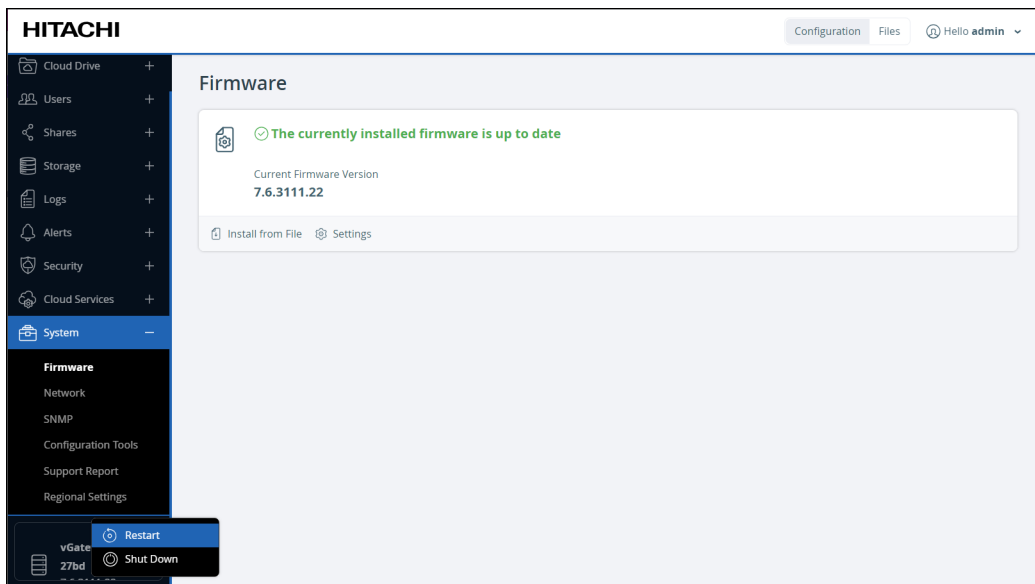 HITACHI
Configuration Files Hello admin
Cloud Drive
Users
Shares
Storage
Logs
Alerts
Security
Cloud Services
System
Firmware
Network
SNMP
Configuration Tools
Support Report
Regional Settings
vGate
27bd
Restart
Shut Down
Firmware
The currently installed firmware is up to date
Current Firmware Version
7.6.3111.22
Install from File Settings